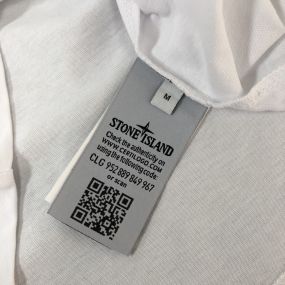 M
STONE ISLAND
Check the authenticity on
WWW.CERTILOGO.COM
using the following code:
CLG 952 889 849 967
or scan